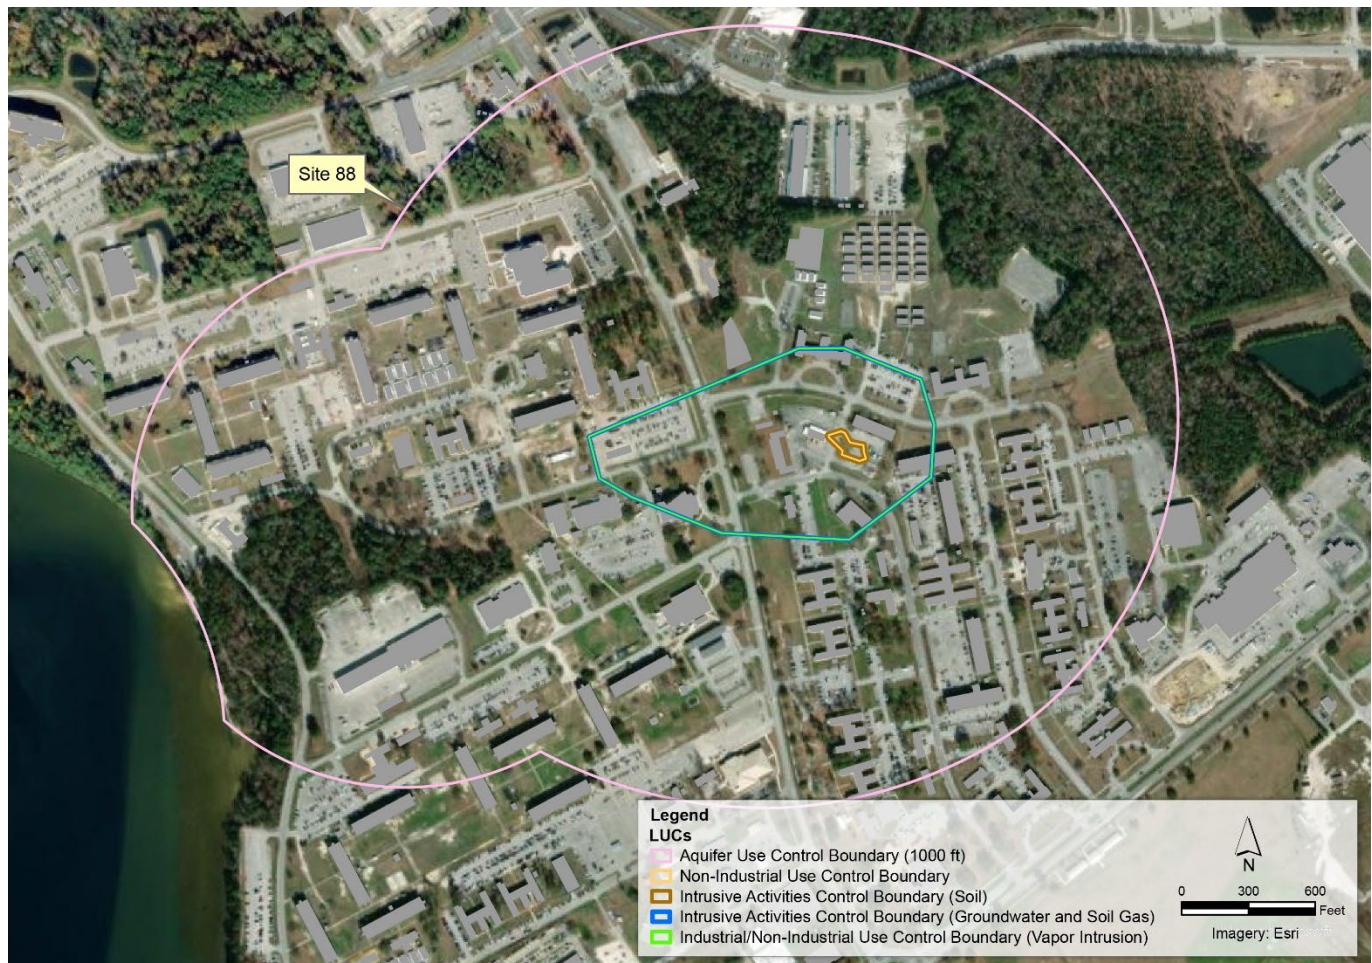 Site 88
Legend
LUCs
Aquifer Use Control Boundary (1000 ft)
Non-Industrial Use Control Boundary
Intrusive Activities Control Boundary (Soil)
Intrusive Activities Control Boundary (Groundwater and Soil Gas)
Industrial/Non-Industrial Use Control Boundary (Vapor Intrusion)
N
0 300 600
Feet
Imagery: Esri